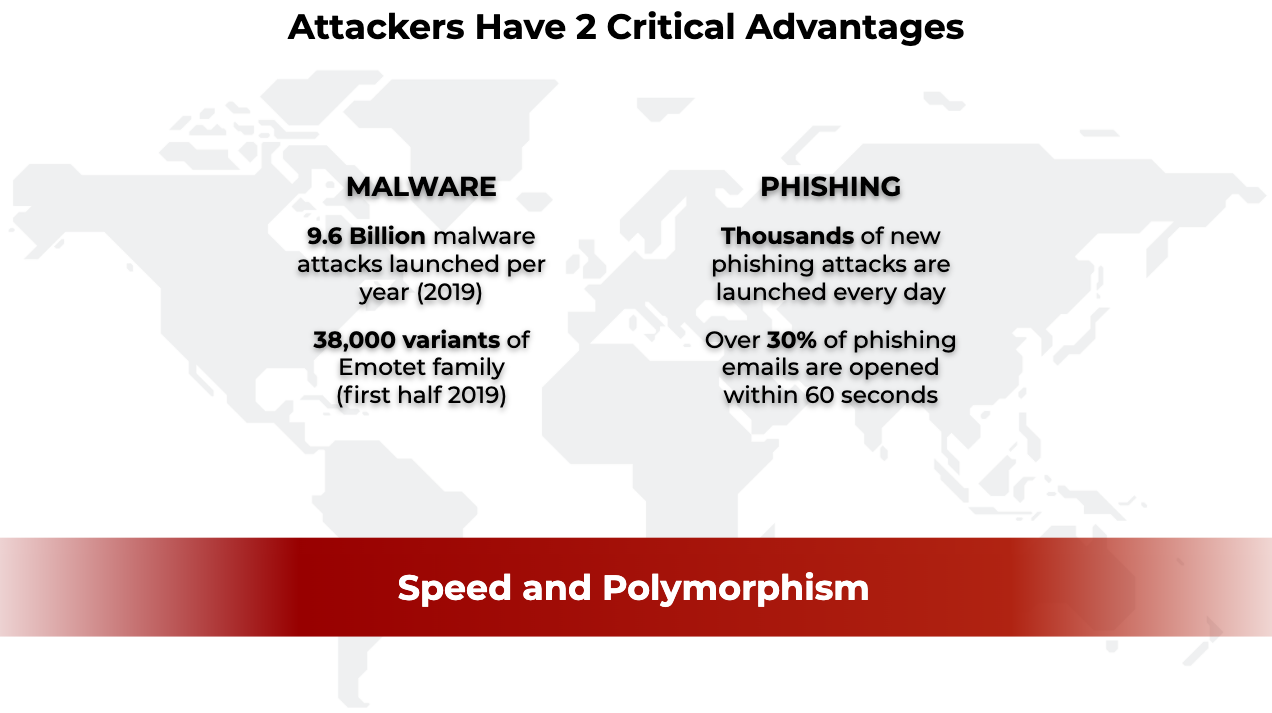 Attackers Have 2 Critical Advantages
MALWARE
9.6 Billion malware
attacks launched per
year (2019)
38,000 variants of
Emotet family
(first half 2019)
PHISHING
Thousands of new
phishing attacks are
launched every day
Over 30% of phishing
emails are opened
within 60 seconds
Speed and Polymorphism